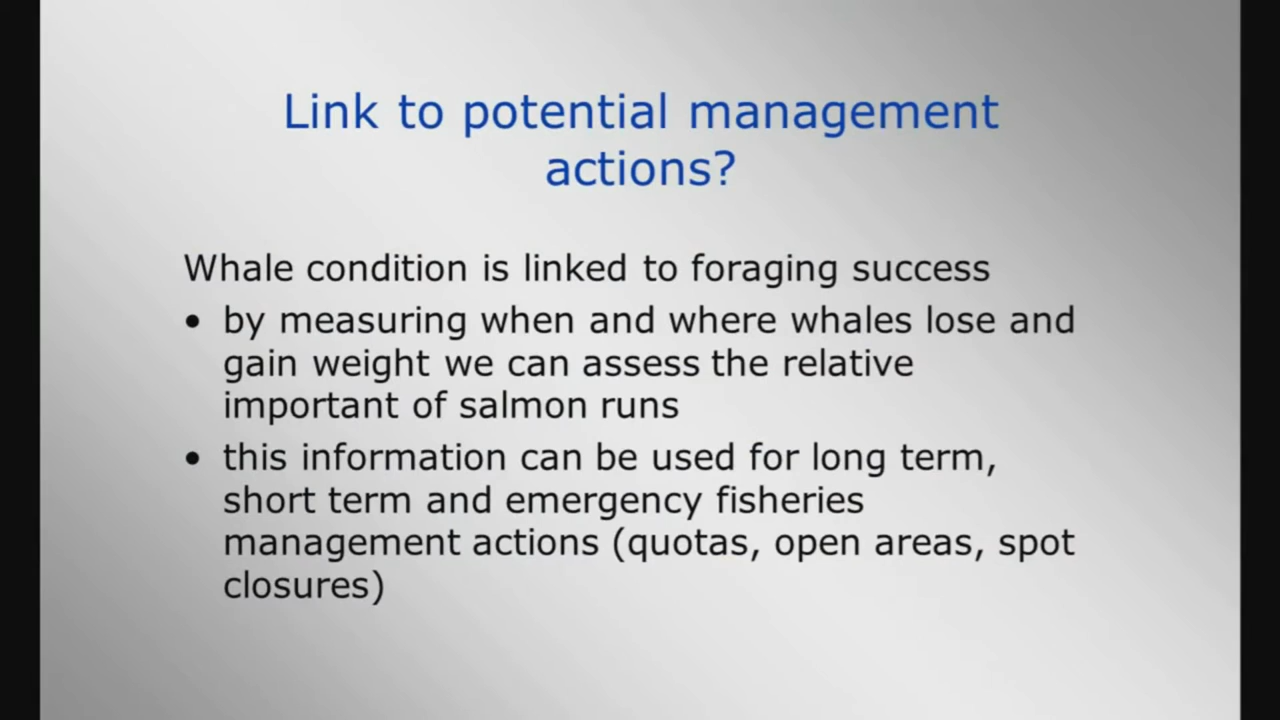 Link to potential management
actions?
Whale condition is linked to foraging success
• by measuring when and where whales lose and
gain weight we can assess the relative
important of salmon runs
• this information can be used for long term,
short term and emergency fisheries
management actions (quotas, open areas, spot
closures)